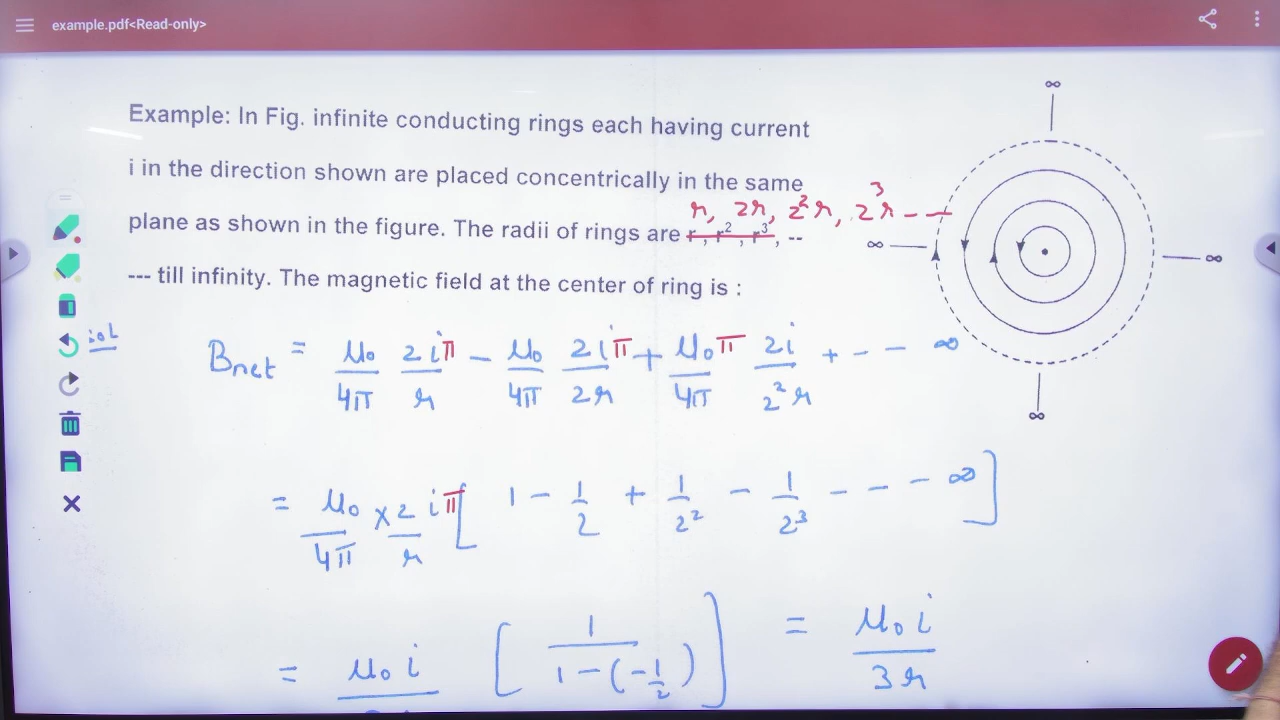 example.pdf<Read-only>
∞
Example: In Fig. infinite conducting rings each having current
i in the direction shown are placed concentrically in the same
r, 2r, 2²r, 2³r - -
plane as shown in the figure. The radii of rings are r, r², r³, --
∞ ∞
--- till infinity. The magnetic field at the center of ring is :
sol
Bnet = μ₀/4π 2iπ/r - μ₀/4π 2iπ/2r + μ₀π/4π 2i/2²r + - - ∞
∞
= μ₀/4π × 2iπ/r [ 1 - 1/2 + 1/2² - 1/2³ - - - ∞ ]
= μ₀i [ 1/1-(-1/2) ] = μ₀i/3r